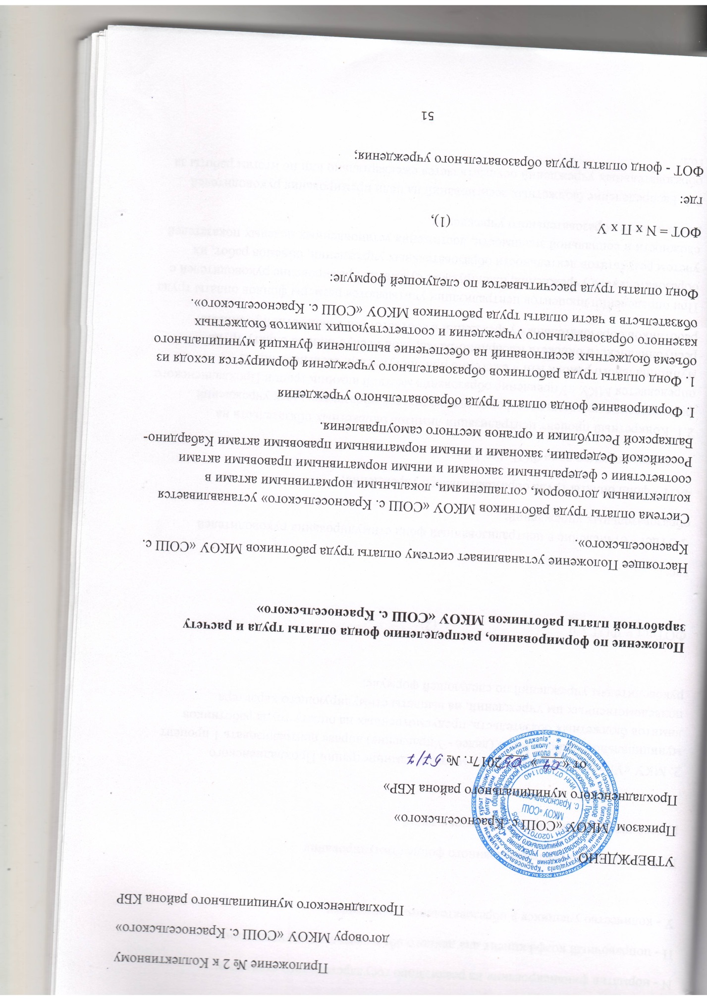 Приложение № 2 к Коллективному
договору МКОУ «СОШ с. Красносельского»
Прохладненского муниципального района КБР
УТВЕРЖДЕНО
Приказом МКОУ «СОШ с. Красносельского»
Прохладненского муниципального района КБР»
от « » 2017г. № 57/7
МКОУ «СОШ
с. Красносельского»
Положение по формированию, распределению фонда оплаты труда и расчету
заработной платы работников МКОУ «СОШ с. Красносельского»
Настоящее Положение устанавливает систему оплаты труда работников МКОУ «СОШ с.
Красносельского».
Система оплаты труда работников МКОУ «СОШ с. Красносельского» устанавливается
коллективным договором, соглашениями, локальными нормативными актами в
соответствии с федеральными законами и иными нормативными правовыми актами
Российской Федерации, законами и иными нормативными правовыми актами Кабардино-
Балкарской Республики и органов местного самоуправления.
I. Формирование фонда оплаты труда образовательного учреждения
1. Фонд оплаты труда работников образовательного учреждения формируется исходя из
объема бюджетных ассигнований на обеспечение выполнения функций муниципального
казенного образовательного учреждения и соответствующих лимитов бюджетных
обязательств в части оплаты труда работников МКОУ «СОШ с. Красносельского».
Фонд оплаты труда рассчитывается по следующей формуле:
ФОТ = N x П x У (1),
где:
ФОТ - фонд оплаты труда образовательного учреждения;
51